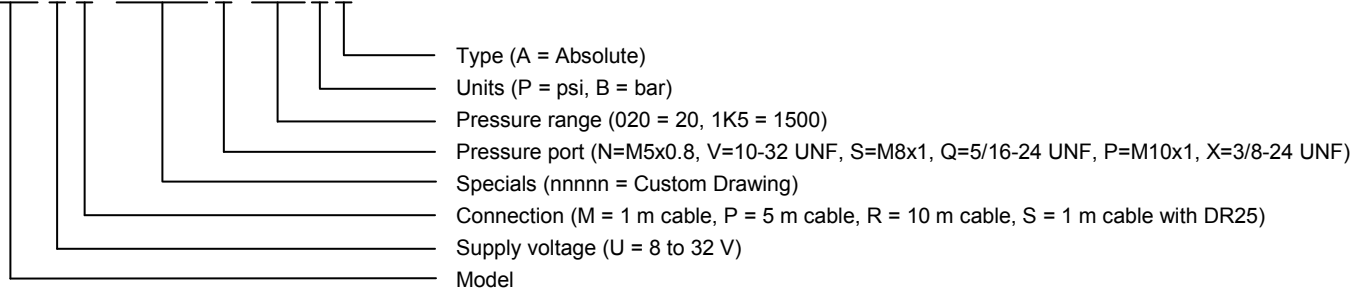 Type (A = Absolute)
Units (P = psi, B = bar)
Pressure range (020 = 20, 1K5 = 1500)
Pressure port (N=M5x0.8, V=10-32 UNF, S=M8x1, Q=5/16-24 UNF, P=M10x1, X=3/8-24 UNF)
Specials (nnnnn = Custom Drawing)
Connection (M = 1 m cable, P = 5 m cable, R = 10 m cable, S = 1 m cable with DR25)
Supply voltage (U = 8 to 32 V)
Model